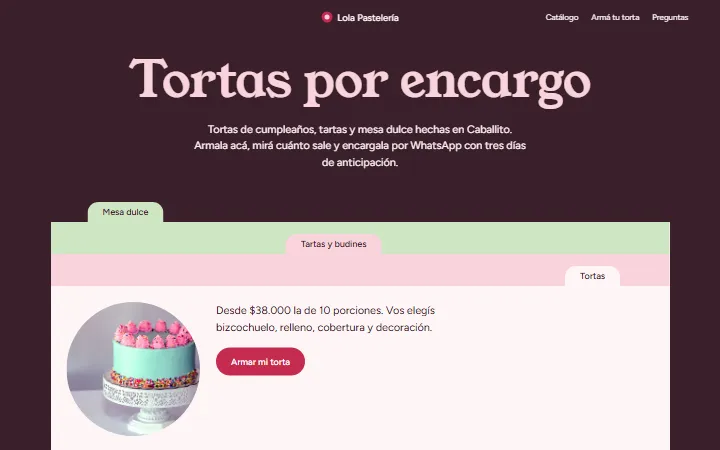 Lola Pastelería
Catálogo
Armá tu torta
Preguntas
Tortas por encargo
Tortas de cumpleaños, tartas y mesa dulce hechas en Caballito.
Armala acá, mirá cuánto sale y encargala por WhatsApp con tres días
de anticipación.
Mesa dulce
Tartas y budines
Tortas
Desde $38.000 la de 10 porciones. Vos elegís
bizcochuelo, relleno, cobertura y decoración.
Armar mi torta